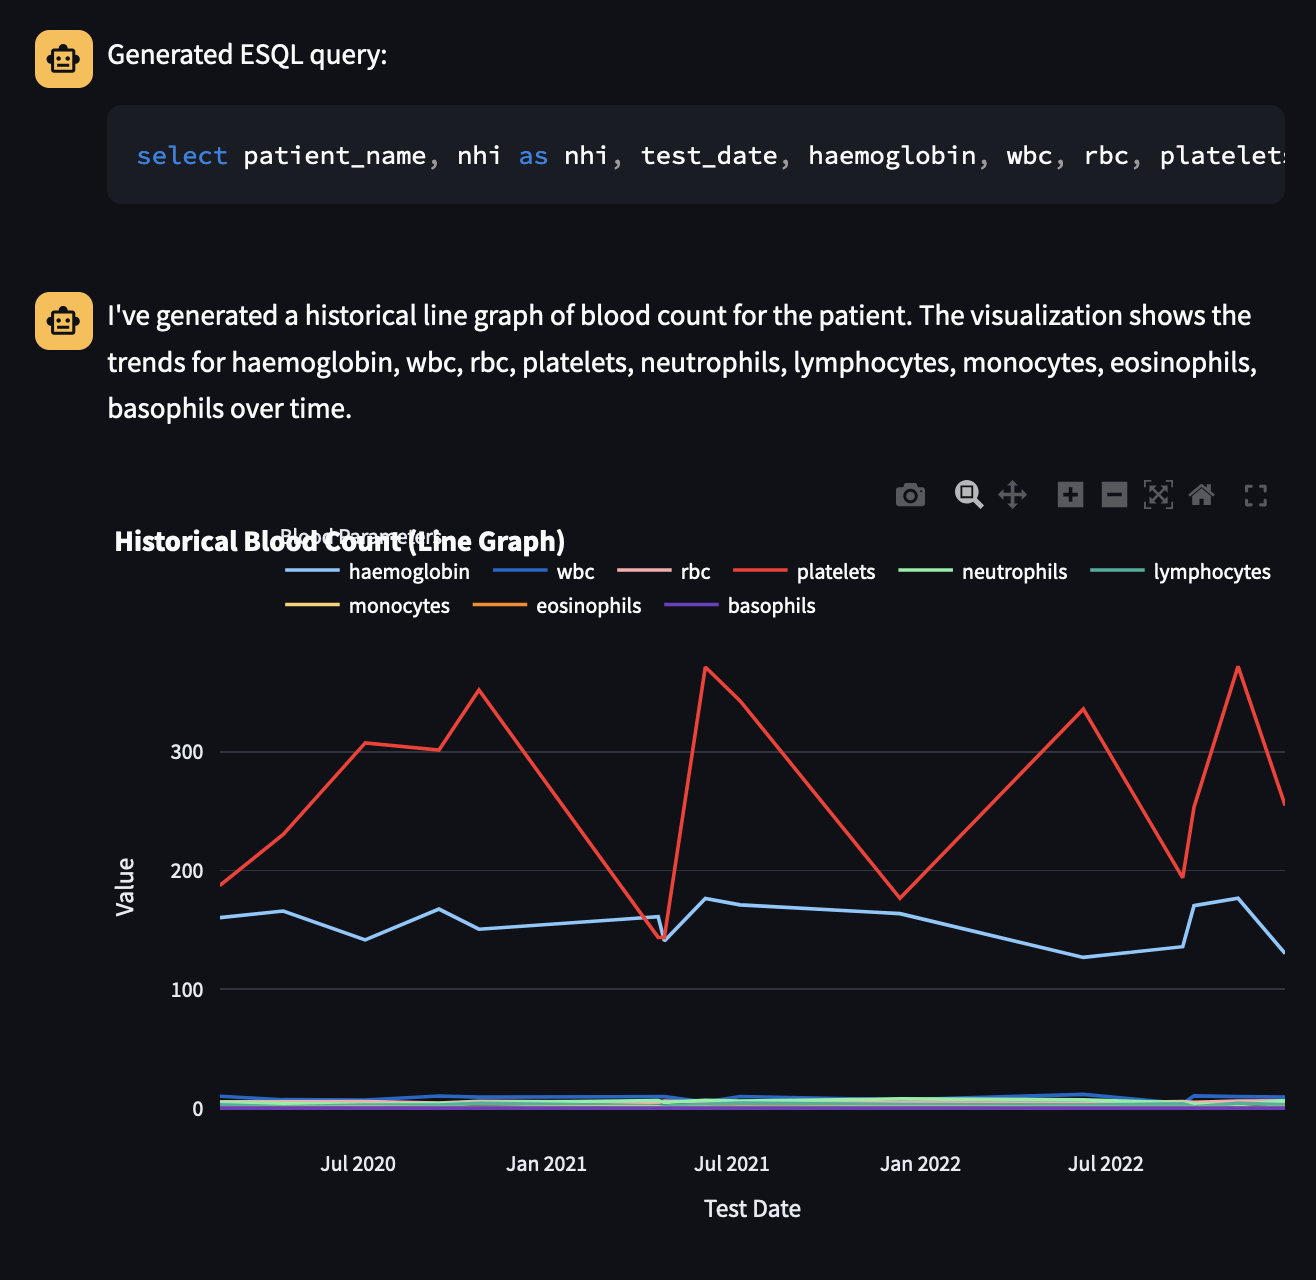 Generated ESQL query:
select patient_name, nhi as nhi, test_date, haemoglobin, wbc, rbc, platelets
I've generated a historical line graph of blood count for the patient. The visualization shows the
trends for haemoglobin, wbc, rbc, platelets, neutrophils, lymphocytes, monocytes, eosinophils,
basophils over time.
Historical Blood Count (Line Graph)
Blood Parameters
haemoglobin wbc rbc platelets neutrophils lymphocytes
monocytes eosinophils basophils
300
200
100
0
Value
Jul 2020 Jan 2021 Jul 2021 Jan 2022 Jul 2022
Test Date